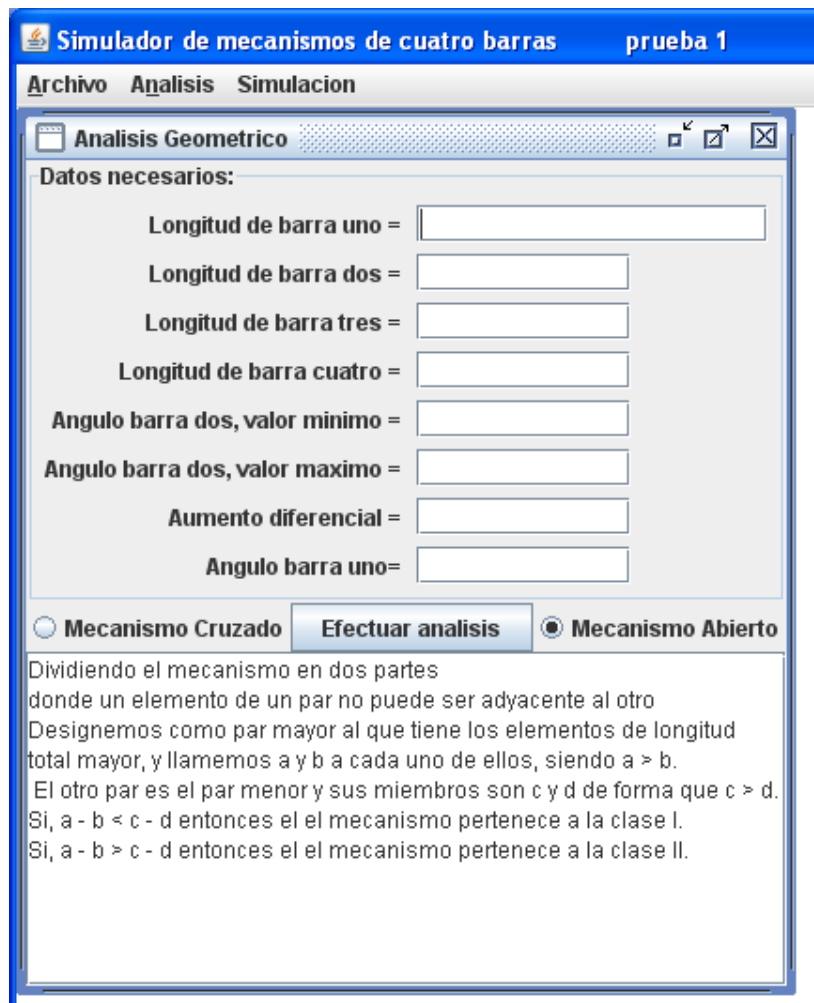 Simulador de mecanismos de cuatro barras prueba 1
Archivo Analisis Simulacion
Analisis Geometrico
Datos necesarios:
Longitud de barra uno =
Longitud de barra dos =
Longitud de barra tres =
Longitud de barra cuatro =
Angulo barra dos, valor minimo =
Angulo barra dos, valor maximo =
Aumento diferencial =
Angulo barra uno=
Mecanismo Cruzado Efectuar analisis Mecanismo Abierto
Dividiendo el mecanismo en dos partes
donde un elemento de un par no puede ser adyacente al otro
Designemos como par mayor al que tiene los elementos de longitud
total mayor, y llamemos a y b a cada uno de ellos, siendo a > b.
El otro par es el par menor y sus miembros son c y d de forma que c > d.
Si, a - b < c - d entonces el el mecanismo pertenece a la clase I.
Si, a - b > c - d entonces el el mecanismo pertenece a la clase II.